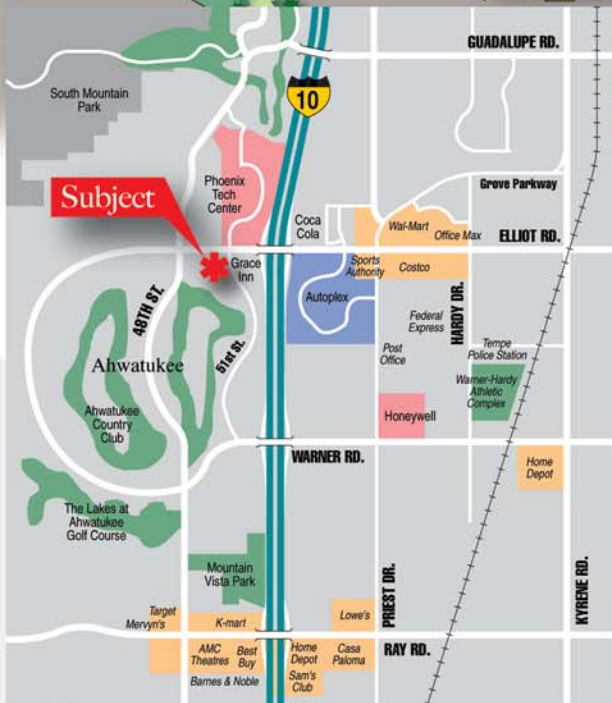 GUADALUPE RD.
South Mountain
Park
10
Grove Parkway
Phoenix
Tech
Center
Subject
Coca
Cola
Wal-Mart
Office Max
ELLIOT RD.
Grace
Inn
Sports
Authority
Costco
Autoplex
48TH ST.
51st St.
HARDY DR.
Federal
Express
Post
Office
Tempe
Police Station
Ahwatukee
Warner-Hardy
Athletic
Complex
Ahwatukee
Country
Club
Honeywell
WARNER RD.
Home
Depot
The Lakes at
Ahwatukee
Golf Course
Mountain
Vista Park
PRIEST DR.
KYRENE RD.
Target
Mervyn's
K-mart
Lowe's
RAY RD.
AMC
Theatres
Best
Buy
Home
Depot
Casa
Paloma
Barnes & Noble
Sam's
Club